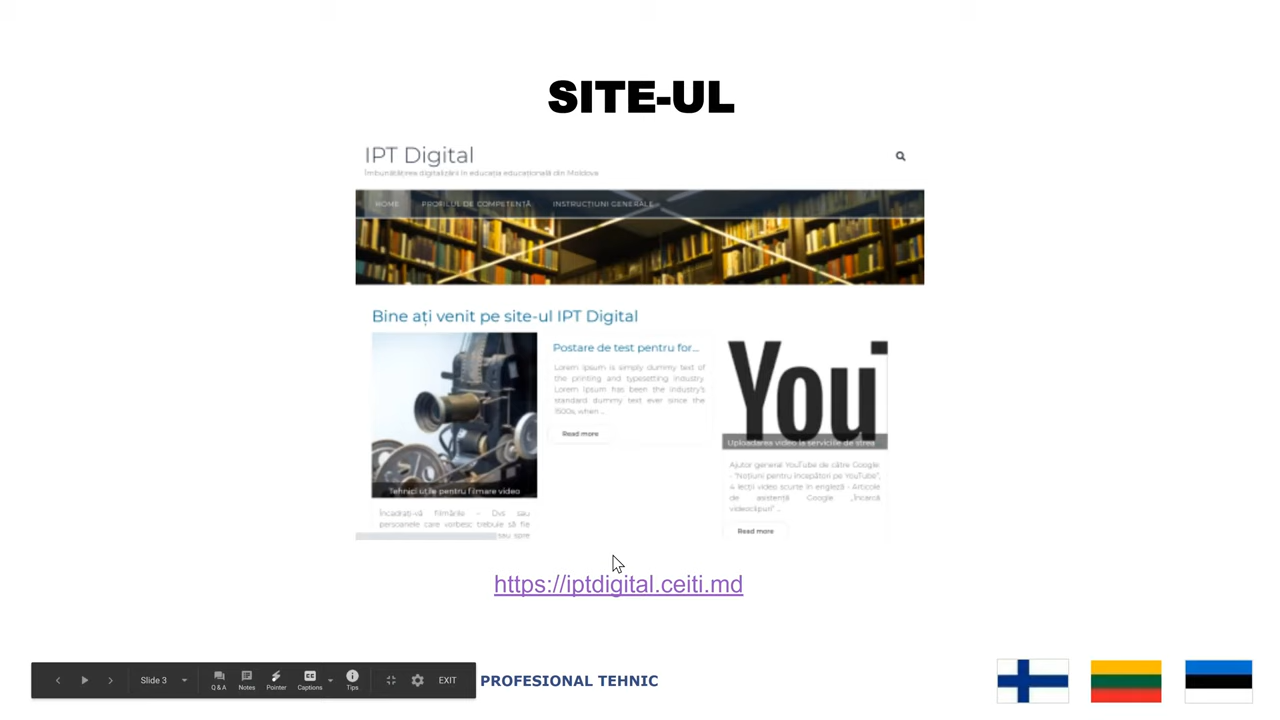 SITE-UL
IPT Digital
Îmbunătățirea digitalizării în educația educațională din Moldova
HOME PROFILUL DE COMPETENȚĂ INSTRUCȚIUNI GENERALE
Bine ați venit pe site-ul IPT Digital
Tehnici utile pentru filmare video
Încadrați-vă filmările – Dvs sau
persoanele care vorbesc trebuie să fie
sau spre
Postare de test pentru for...
Lorem Ipsum is simply dummy text of
the printing and typesetting industry.
Lorem Ipsum has been the industry's
standard dummy text ever since the
1500s, when ...
Read more
You
Uploadarea video la serviciile de strea
Ajutor general YouTube de către Google
- "Noțiuni pentru începători pe YouTube",
4 lecții video scurte în engleză - Articole
de asistență Google „Încarcă
videoclipuri" ...
Read more
https://iptdigital.ceiti.md
Slide 3 Q & A Notes Pointer Captions Tips EXIT
PROFESIONAL TEHNIC